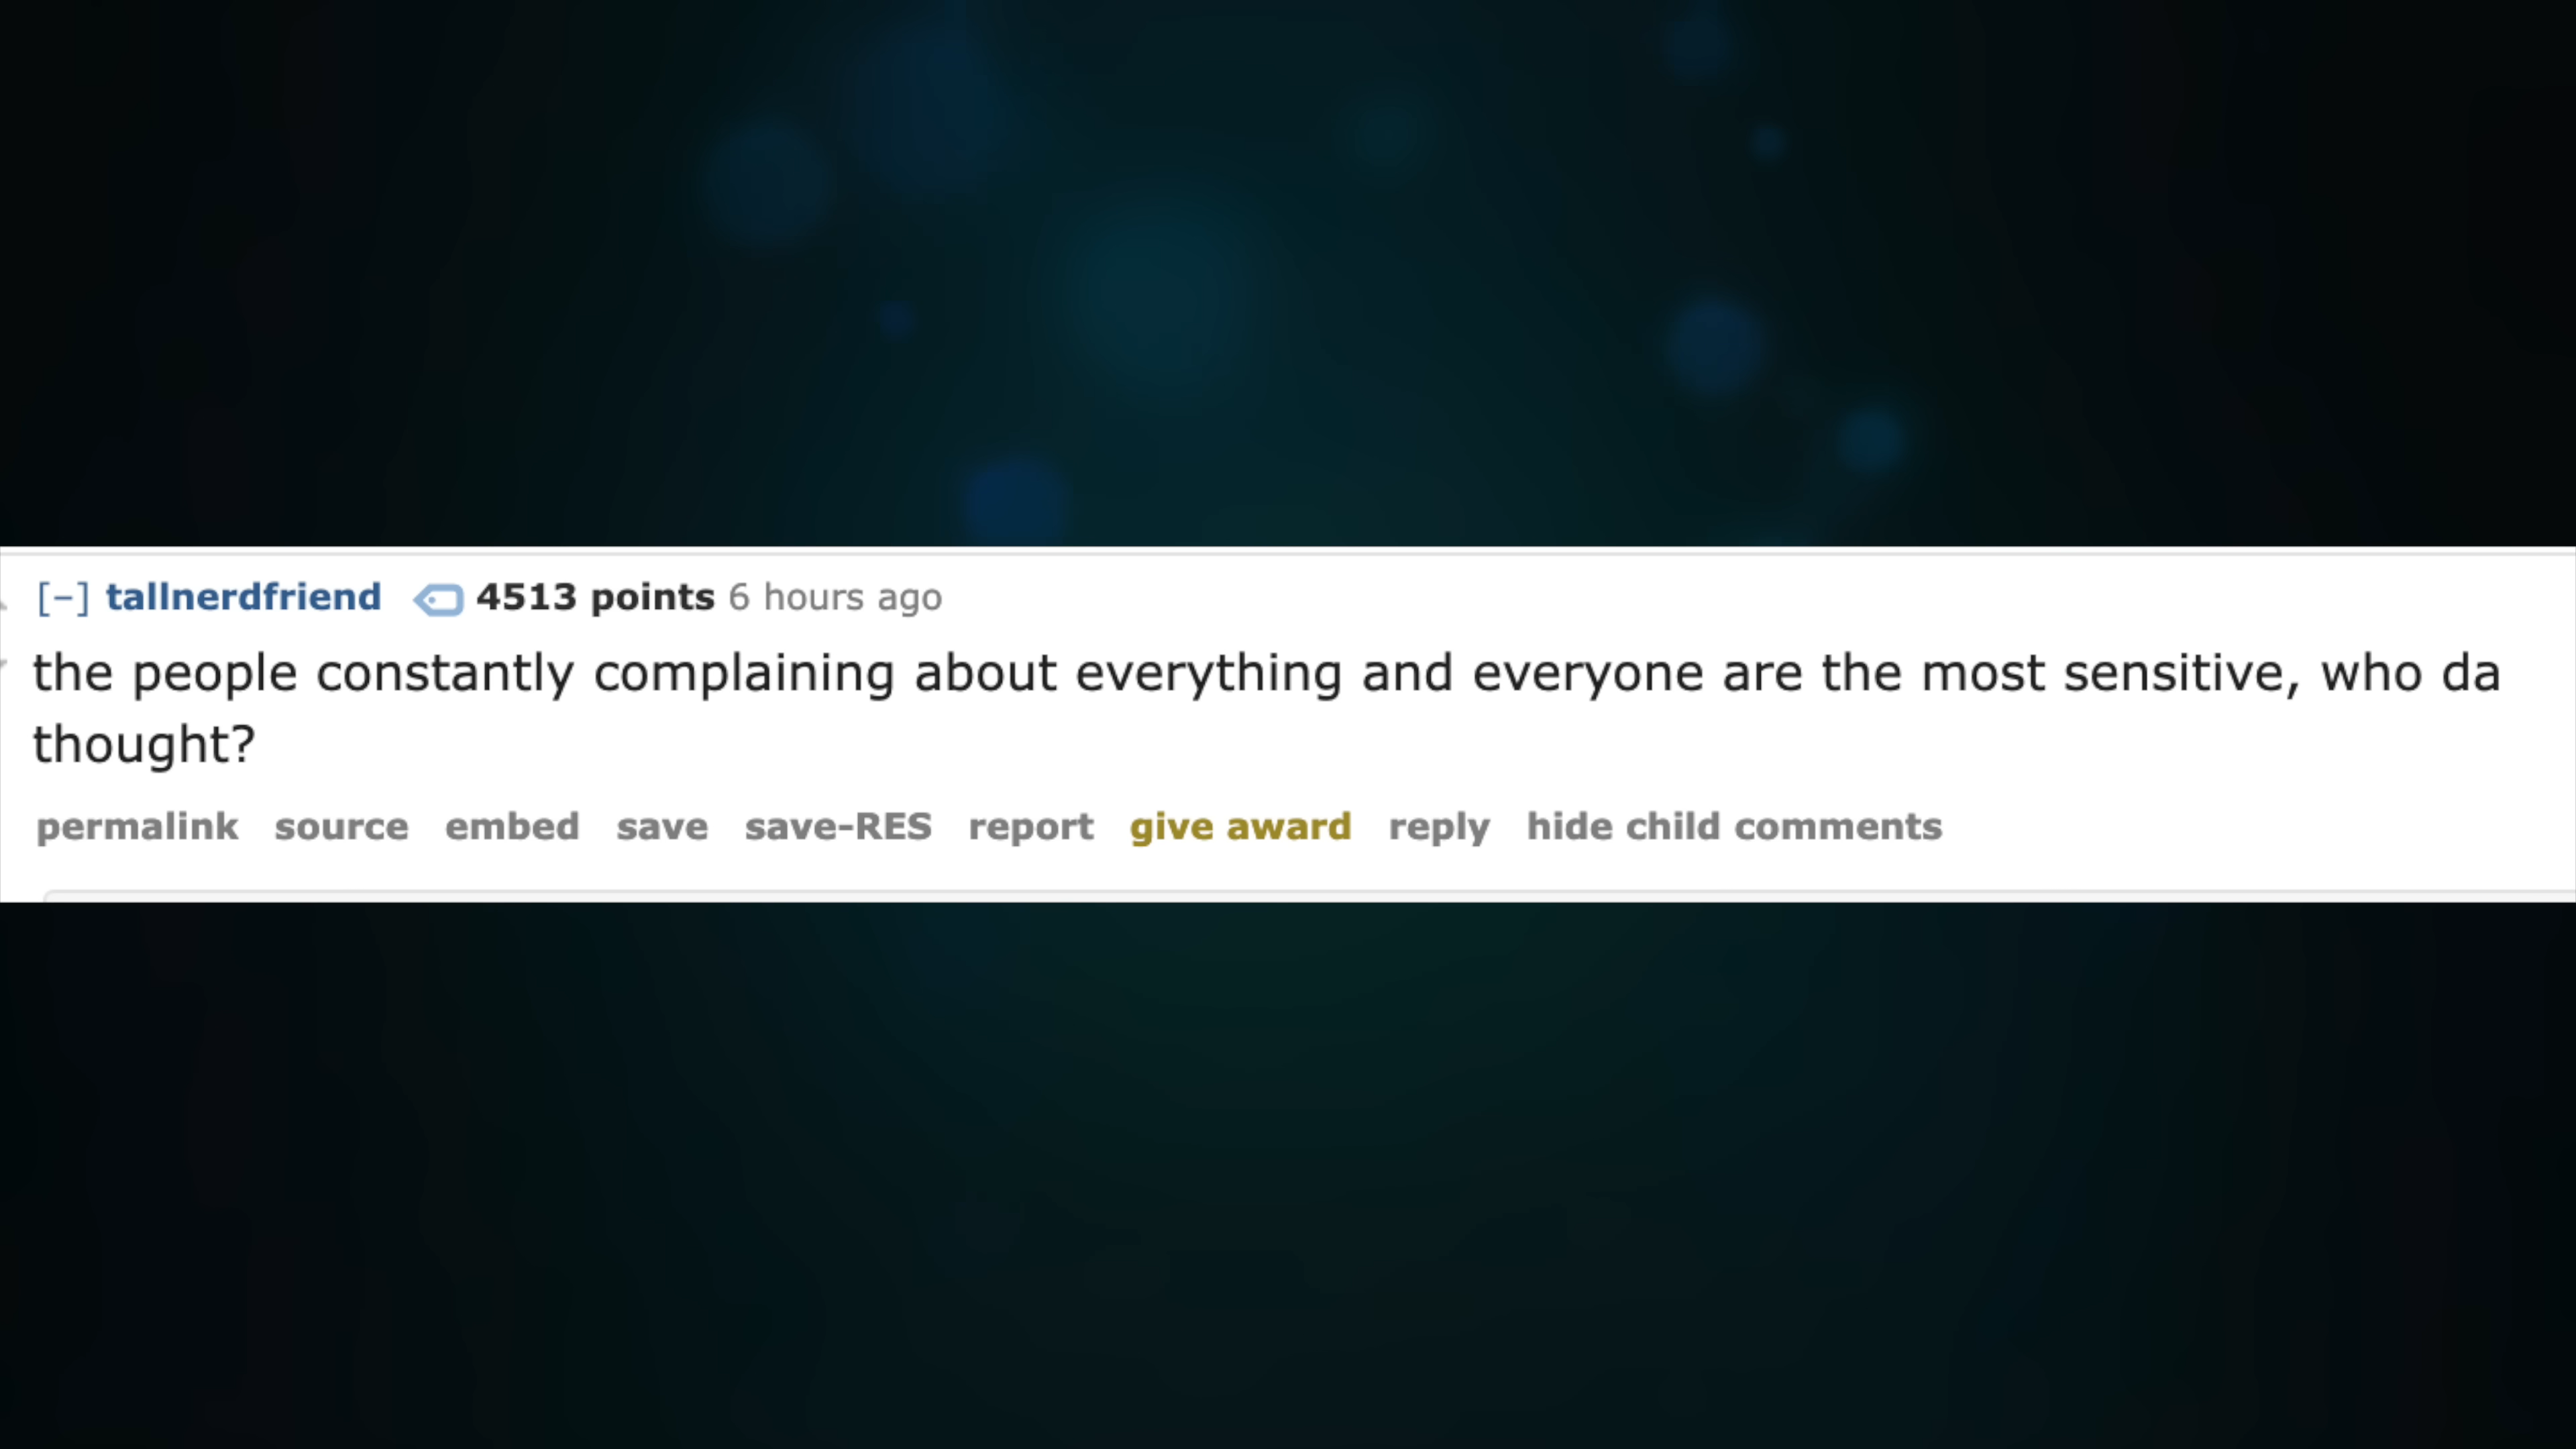 [–] tallnerdfriend 4513 points 6 hours ago
the people constantly complaining about everything and everyone are the most sensitive, who da
thought?
permalink source embed save save-RES report give award reply hide child comments